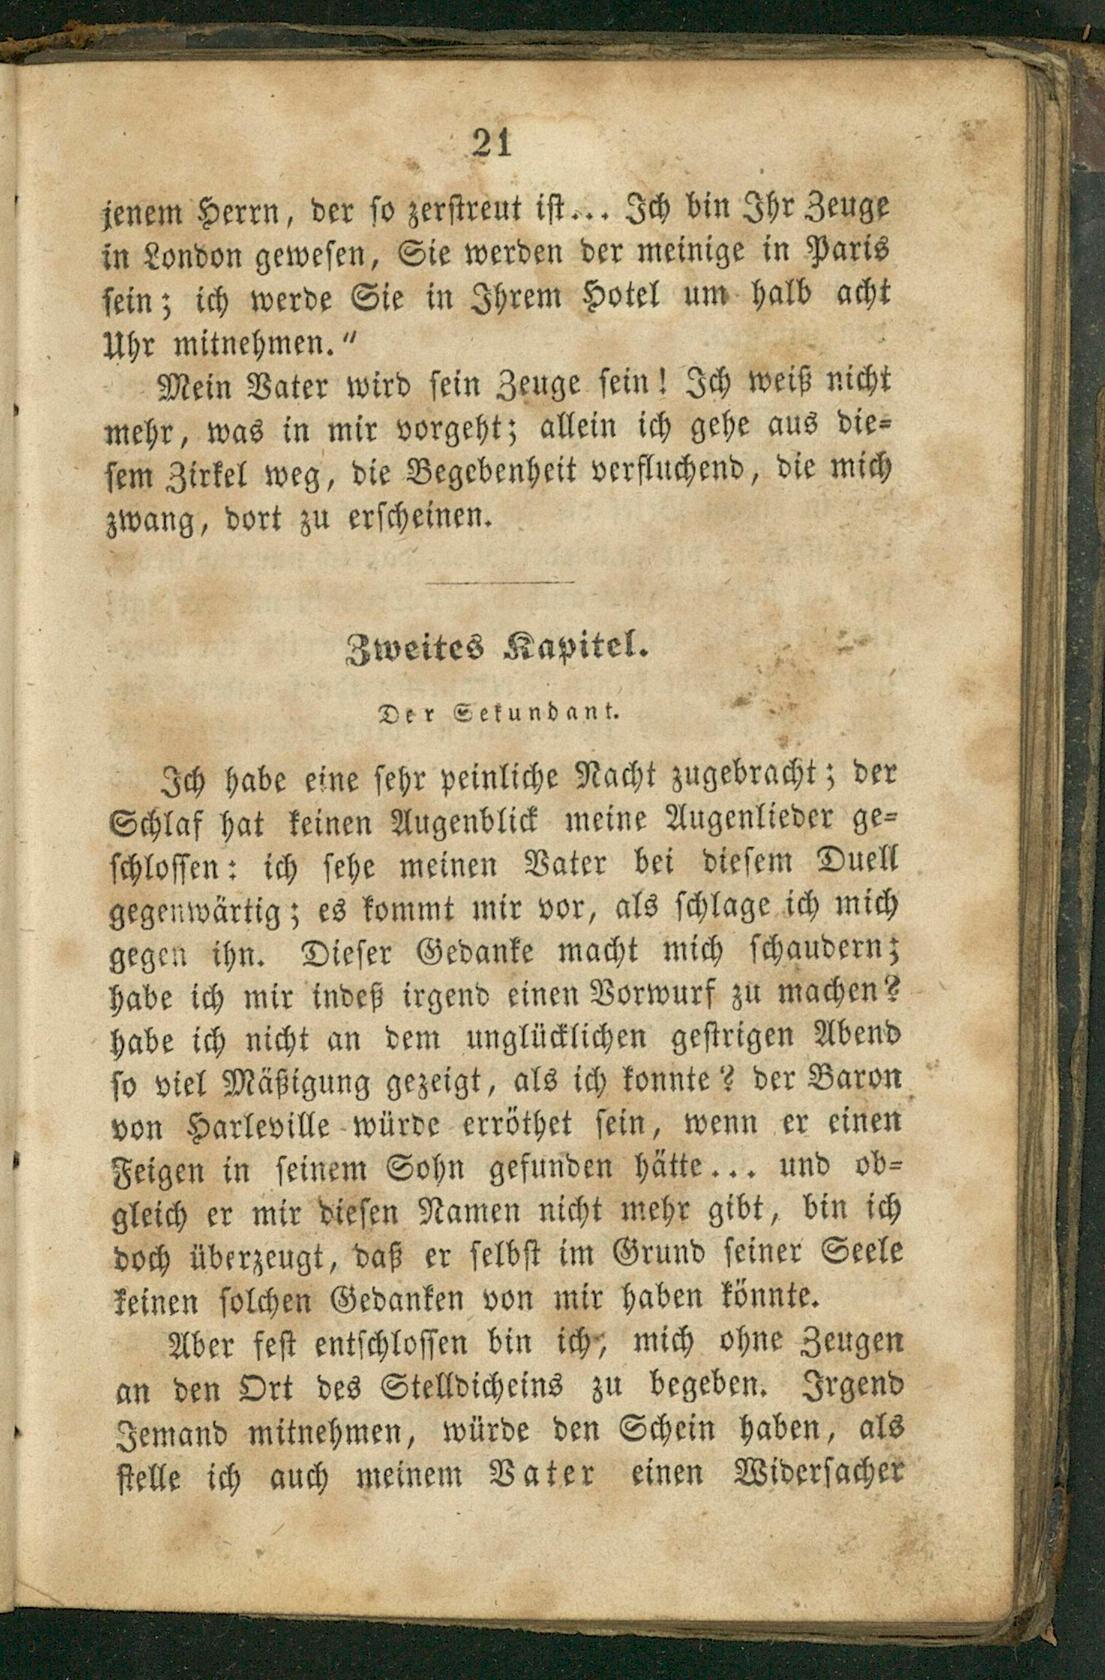 21
jenem Herrn, der so zerstreut ist... Ich bin Ihr Zeuge
in London gewesen, Sie werden der meinige in Paris
sein; ich werde Sie in Ihrem Hotel um halb acht
Uhr mitnehmen."
Mein Vater wird sein Zeuge sein! Ich weiß nicht
mehr, was in mir vorgeht; allein ich gehe aus die-
sem Zirkel weg, die Begebenheit verfluchend, die mich
zwang, dort zu erscheinen.
Zweites Kapitel.
Der Sekundant.
Ich habe eine sehr peinliche Nacht zugebracht; der
Schlaf hat keinen Augenblick meine Augenlieder ge-
schlossen: ich sehe meinen Vater bei diesem Duell
gegenwärtig; es kommt mir vor, als schlage ich mich
gegen ihn. Dieser Gedanke macht mich schaudern;
habe ich mir indeß irgend einen Vorwurf zu machen?
habe ich nicht an dem unglücklichen gestrigen Abend
so viel Mäßigung gezeigt, als ich konnte? der Baron
von Harleville würde erröthet sein, wenn er einen
Feigen in seinem Sohn gefunden hätte... und ob-
gleich er mir diesen Namen nicht mehr gibt, bin ich
doch überzeugt, daß er selbst im Grund seiner Seele
keinen solchen Gedanken von mir haben könnte.
Aber fest entschlossen bin ich, mich ohne Zeugen
an den Ort des Stelldicheins zu begeben. Irgend
Jemand mitnehmen, würde den Schein haben, als
stelle ich auch meinem Vater einen Widersacher